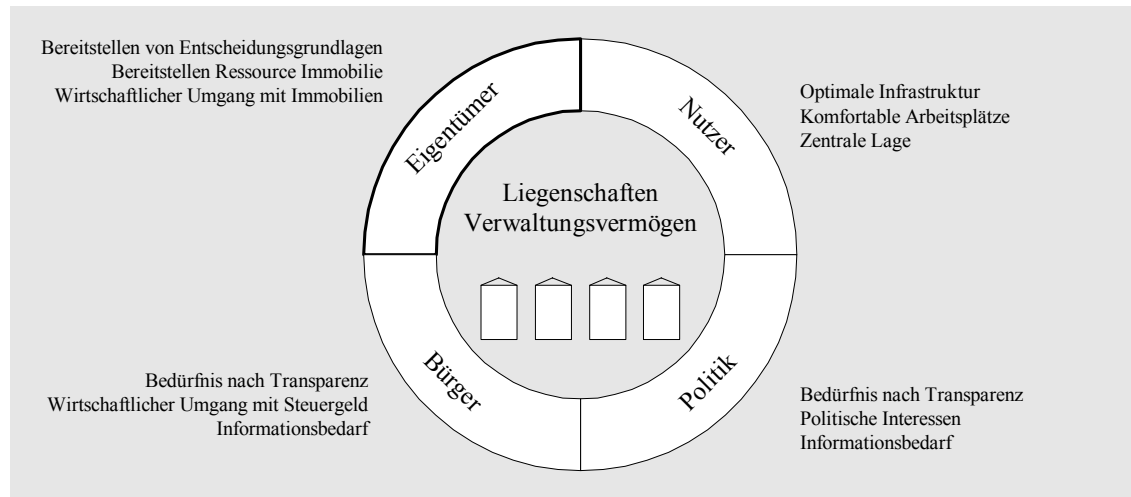 Bereitstellen von Entscheidungsgrundlagen
Bereitstellen Ressource Immobilie
Wirtschaftlicher Umgang mit Immobilien
Eigentümer
Nutzer
Optimale Infrastruktur
Komfortable Arbeitsplätze
Zentrale Lage
Liegenschaften
Verwaltungsvermögen
Bedürfnis nach Transparenz
Wirtschaftlicher Umgang mit Steuergeld
Informationsbedarf
Bürger
Politik
Bedürfnis nach Transparenz
Politische Interessen
Informationsbedarf